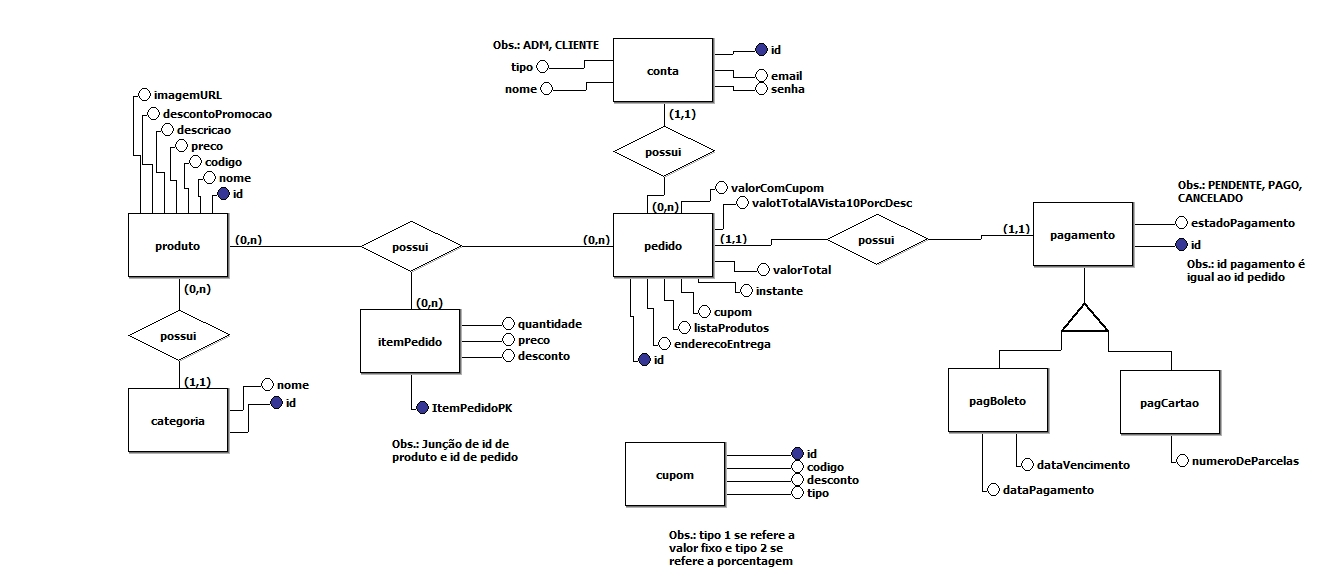 Obs.: ADM, CLIENTE
tipo
nome
conta
id
email
senha
(1,1)
possui
(0,n)
imagemURL
descontoPromocao
descricao
preco
codigo
nome
id
produto
(0,n)
possui
(0,n)
pedido
(1,1)
valorComCupom
valotTotalAVista10PorcDesc
valorTotal
instante
cupom
listaProdutos
enderecoEntrega
id
possui
(1,1)
pagamento
Obs.: PENDENTE, PAGO,
CANCELADO
estadoPagamento
id
Obs.: id pagamento é
igual ao id pedido
(0,n)
possui
(1,1)
categoria
nome
id
(0,n)
itemPedido
quantidade
preco
desconto
ItemPedidoPK
Obs.: Junção de id de
produto e id de pedido
pagBoleto
dataVencimento
dataPagamento
pagCartao
numeroDeParcelas
cupom
id
codigo
desconto
tipo
Obs.: tipo 1 se refere a
valor fixo e tipo 2 se
refere a porcentagem